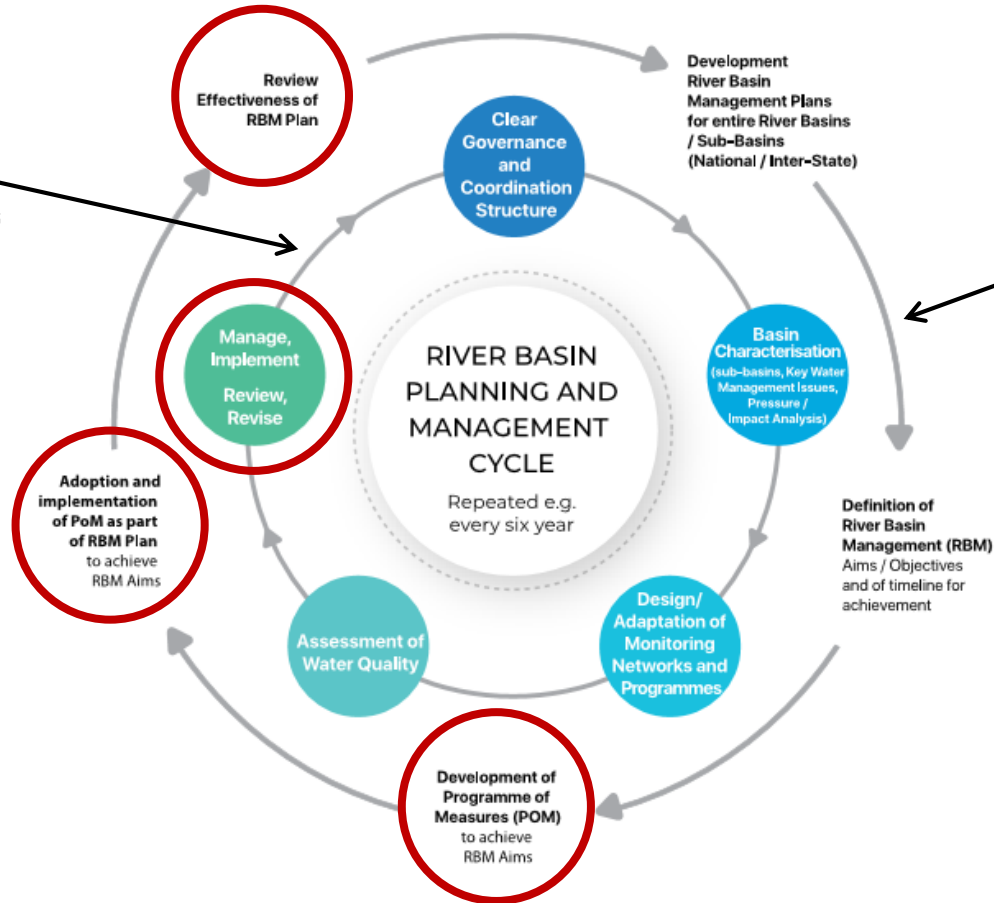 Review
Effectiveness of
RBM Plan
Development
River Basin
Management Plans
for entire River Basins
/ Sub-Basins
(National / Inter-State)
Clear
Governance
and
Coordination
Structure
Manage,
Implement
Review,
Revise
RIVER BASIN
PLANNING AND
MANAGEMENT
CYCLE
Repeated e.g.
every six year
Basin
Characterisation
(sub-basins, Key Water
Management Issues,
Pressure /
Impact Analysis)
Adoption and
implementation
of PoM as part
of RBM Plan
to achieve
RBM Aims
Definition of
River Basin
Management (RBM)
Aims / Objectives
and of timeline for
achievement
Assessment of
Water Quality
Design/
Adaptation of
Monitoring
Networks and
Programmes
Development of
Programme of
Measures (POM)
to achieve
RBM Aims